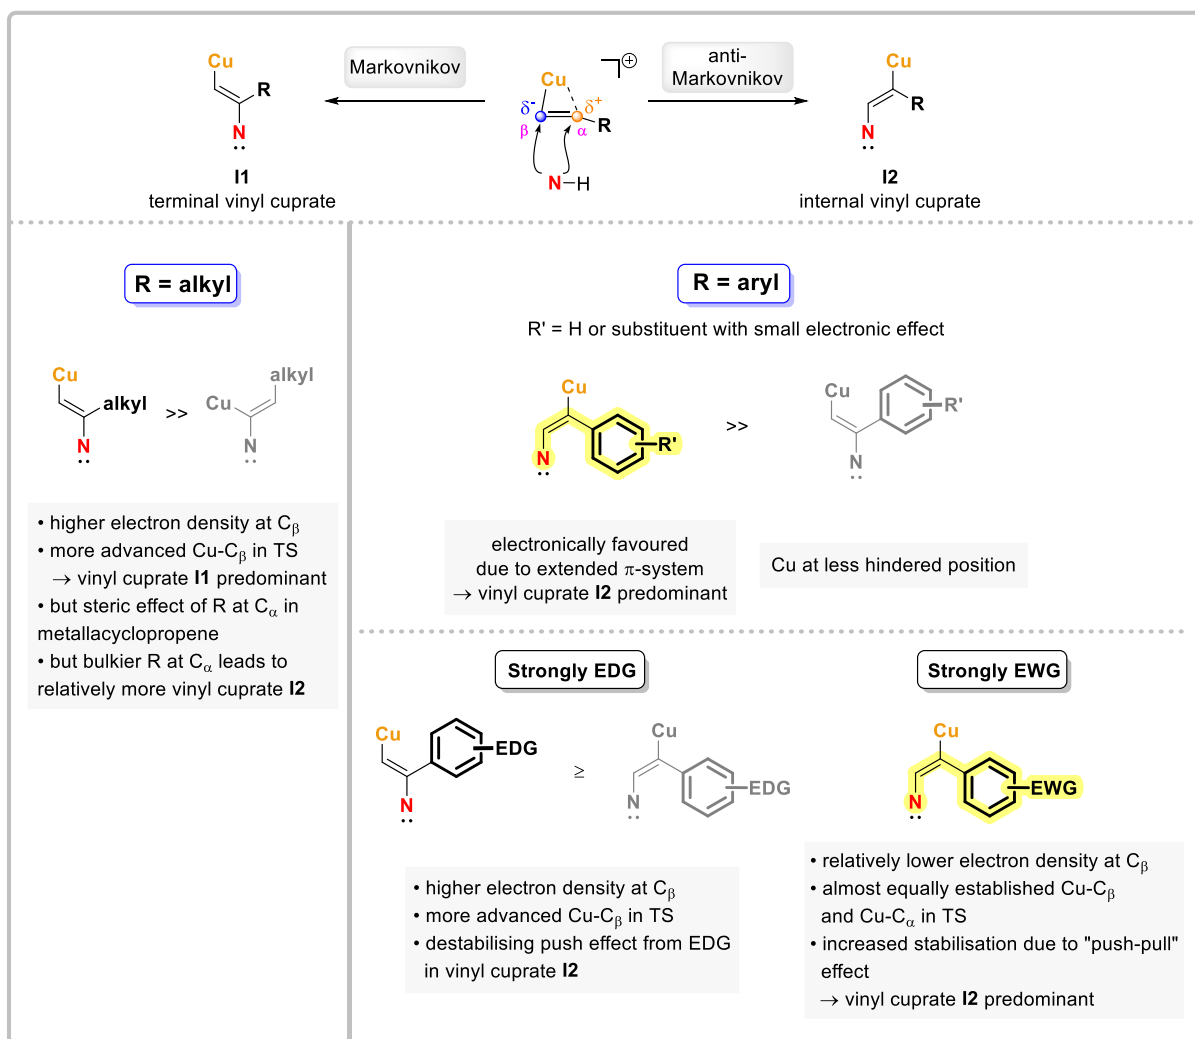 Cu
R
N
••
I1
terminal vinyl cuprate
Markovnikov
Cu
δ-
δ+
β
α
R
N–H
+
anti-
Markovnikov
Cu
R
N
••
I2
internal vinyl cuprate
R = alkyl
Cu
alkyl
N
••
>>
alkyl
Cu
N
••
• higher electron density at Cβ
• more advanced Cu-Cβ in TS
→ vinyl cuprate I1 predominant
• but steric effect of R at Cα in
metallacyclopropene
• but bulkier R at Cα leads to
relatively more vinyl cuprate I2
R = aryl
R' = H or substituent with small electronic effect
Cu
R'
N
••
>>
Cu
R'
N
••
electronically favoured
due to extended π-system
→ vinyl cuprate I2 predominant
Cu at less hindered position
Strongly EDG
Cu
EDG
N
••
≥
Cu
EDG
N
••
• higher electron density at Cβ
• more advanced Cu-Cβ in TS
• destabilising push effect from EDG
in vinyl cuprate I2
Strongly EWG
Cu
EWG
N
••
• relatively lower electron density at Cβ
• almost equally established Cu-Cβ
and Cu-Cα in TS
• increased stabilisation due to "push-pull"
effect
→ vinyl cuprate I2 predominant